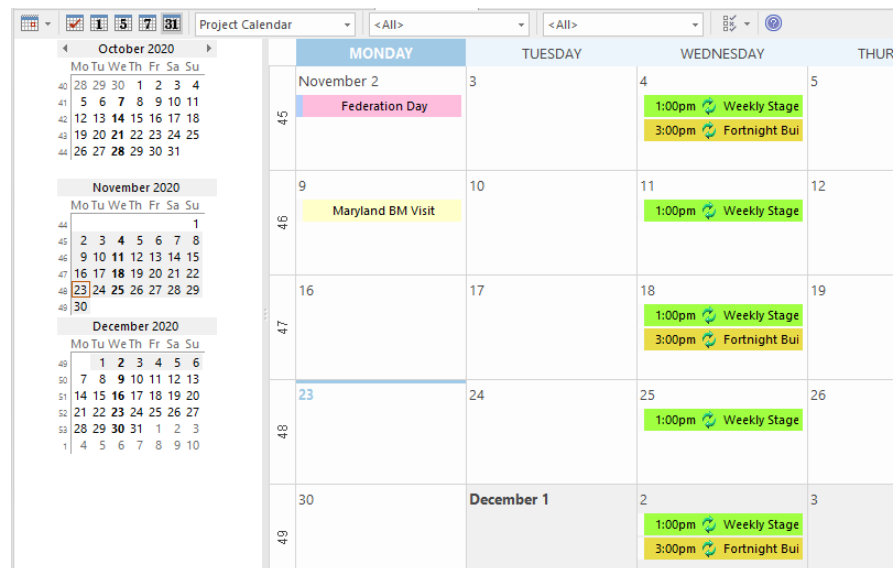 1 5 7 31 Project Calendar <All> <All>
October 2020
Mo Tu We Th Fr Sa Su
40 28 29 30 1 2 3 4
41 5 6 7 8 9 10 11
42 12 13 14 15 16 17 18
43 19 20 21 22 23 24 25
44 26 27 28 29 30 31
November 2020
Mo Tu We Th Fr Sa Su
44 1
45 2 3 4 5 6 7 8
46 9 10 11 12 13 14 15
47 16 17 18 19 20 21 22
48 23 24 25 26 27 28 29
49 30
December 2020
Mo Tu We Th Fr Sa Su
49 1 2 3 4 5 6
50 7 8 9 10 11 12 13
51 14 15 16 17 18 19 20
52 21 22 23 24 25 26 27
53 28 29 30 31 1 2 3
1 4 5 6 7 8 9 10
MONDAY TUESDAY WEDNESDAY THUR
45
November 2 3 4 5
Federation Day 1:00pm Weekly Stage
3:00pm Fortnight Bui
46
9 10 11 12
Maryland BM Visit 1:00pm Weekly Stage
47
16 17 18 19
1:00pm Weekly Stage
3:00pm Fortnight Bui
48
23 24 25 26
1:00pm Weekly Stage
49
30 December 1 2 3
1:00pm Weekly Stage
3:00pm Fortnight Bui